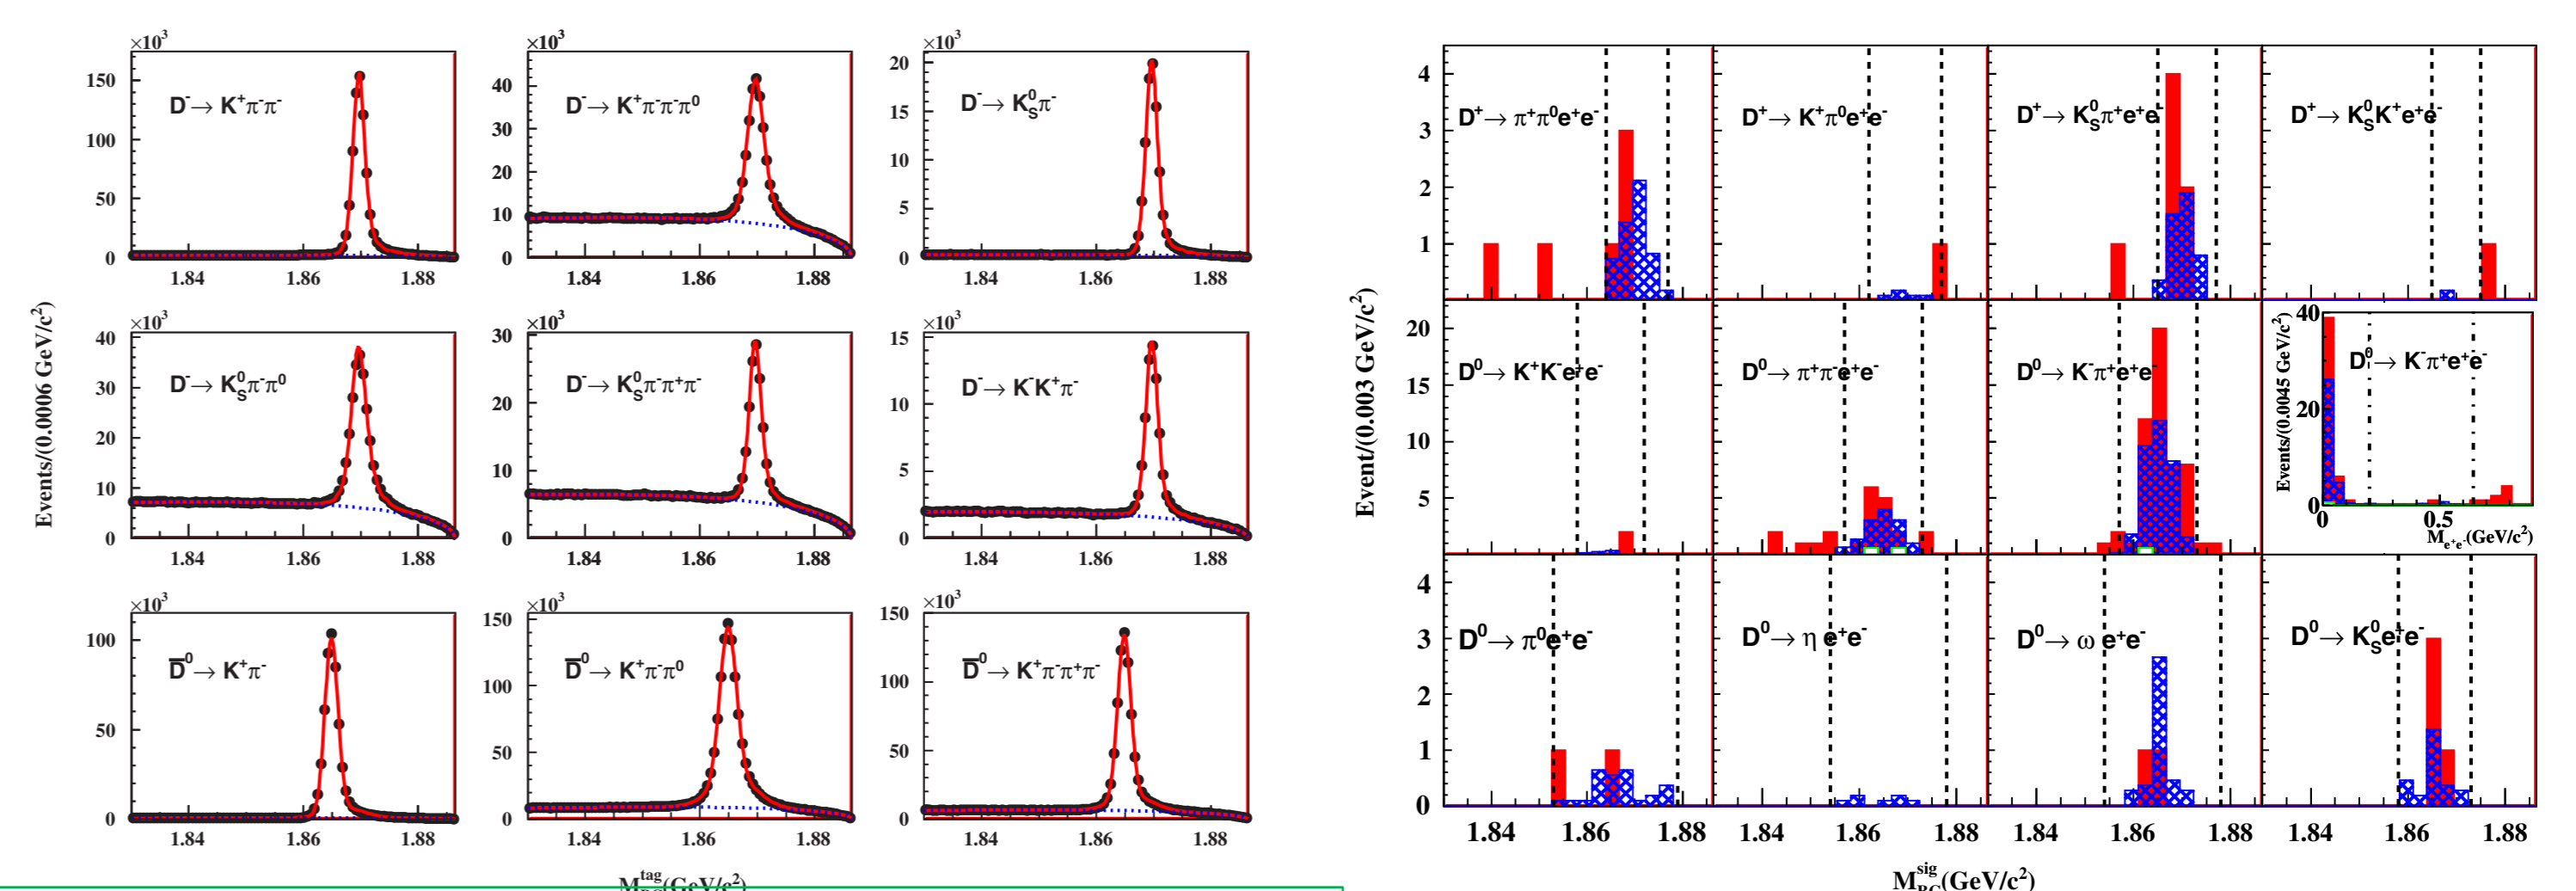 ×10³ ×10³ ×10³
150 100 50 0
D⁻→ K⁺π⁻π⁻
1.84 1.86 1.88
40 30 20 10 0
D⁻→ K⁺π⁻π⁻π⁰
1.84 1.86 1.88
20 15 10 5 0
D⁻→ K⁰_Sπ⁻
1.84 1.86 1.88
Events/(0.0006 GeV/c²)
×10³ ×10³ ×10³
40 30 20 10 0
D⁻→ K⁰_Sπ⁻π⁰
1.84 1.86 1.88
30 20 10 0
D⁻→ K⁰_Sπ⁻π⁺π⁻
1.84 1.86 1.88
15 10 5 0
D⁻→ K⁻K⁺π⁻
1.84 1.86 1.88
×10³ ×10³ ×10³
100 50 0
D̅⁰→ K⁺π⁻
1.84 1.86 1.88
150 100 50 0
D̅⁰→ K⁺π⁻π⁰
1.84 1.86 1.88
150 100 50 0
D̅⁰→ K⁺π⁻π⁺π⁻
1.84 1.86 1.88
(GeV/c²)
Event/(0.003 GeV/c²)
4 3 2 1
D⁺→ π⁺π⁰e⁺e⁻
D⁺→ K⁺π⁰e⁺e⁻
D⁺→ K⁰_Sπ⁺e⁺e⁻
D⁺→ K⁰_SK⁺e⁺e⁻
20 15 10 5
D⁰→ K⁺K⁻e⁺e⁻
D⁰→ π⁺π⁻e⁺e⁻
D⁰→ K⁻π⁺e⁺e⁻
Events/(0.0045 GeV/c²)
40 20 0
D⁰→ K⁻π⁺e⁺e⁻
0 0.5
M_e⁺e⁻(GeV/c²)
4 3 2 1 0
D⁰→ π⁰e⁺e⁻
D⁰→ η e⁺e⁻
D⁰→ ω e⁺e⁻
D⁰→ K⁰_Se⁺e⁻
1.84 1.86 1.88 1.84 1.86 1.88 1.84 1.86 1.88 1.84 1.86 1.88
M^sig_BC(GeV/c²)